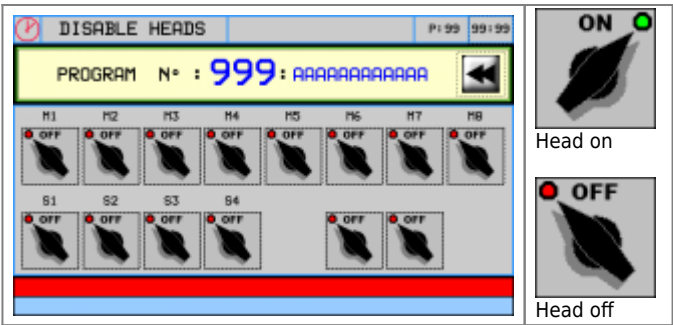 DISABLE HEADS P:99 99:99
PROGRAM N° : 999: AAAAAAAAAAAA
M1 M2 M3 M4 M5 M6 M7 M8
OFF OFF OFF OFF OFF OFF OFF OFF
S1 S2 S3 S4
OFF OFF OFF OFF OFF OFF
ON
Head on
OFF
Head off